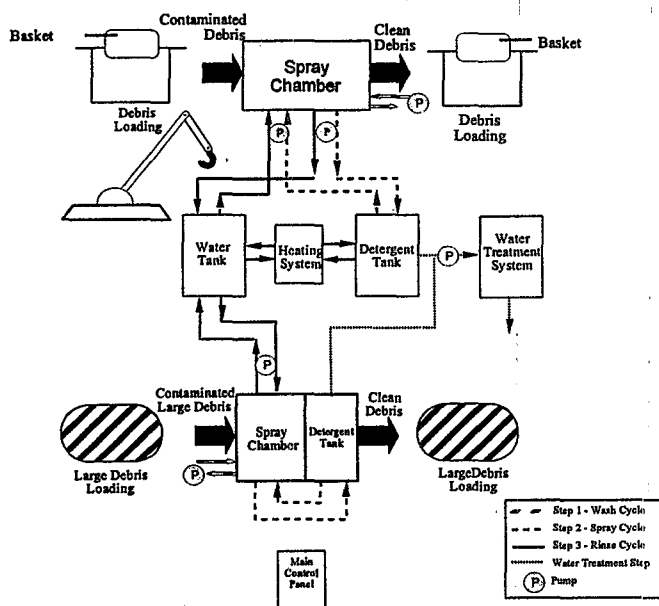 Contaminated
Debris
Clean
Debris
Basket
Basket
Spray
Chamber
P
Debris
Loading
Debris
Loading
P
P
Water
Tank
Heating
System
Detergent
Tank
P
Water
Treatment
System
P
Contaminated
Large Debris
Clean
Debris
Spray
Chamber
Detergent
Tank
P
Large Debris
Loading
LargeDebris
Loading
Main
Control
Panel
Step 1 - Wash Cycle
Step 2 - Spray Cycle
Step 3 - Rinse Cycle
Water Treatment Step
P Pump